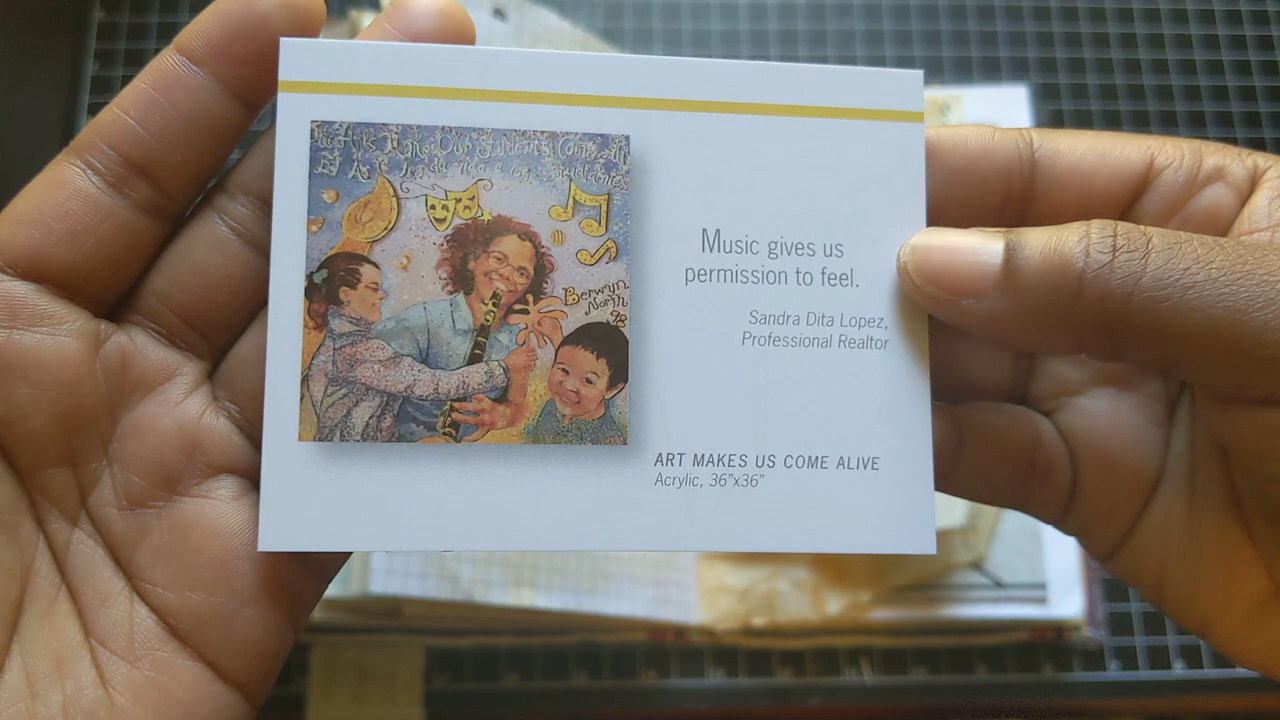 The Arts Make Our Students Come Ali
El Arte da vida a los estudiantes
Berwyn
North
98
Music gives us
permission to feel.
Sandra Dita Lopez,
Professional Realtor
ART MAKES US COME ALIVE
Acrylic, 36”x36”